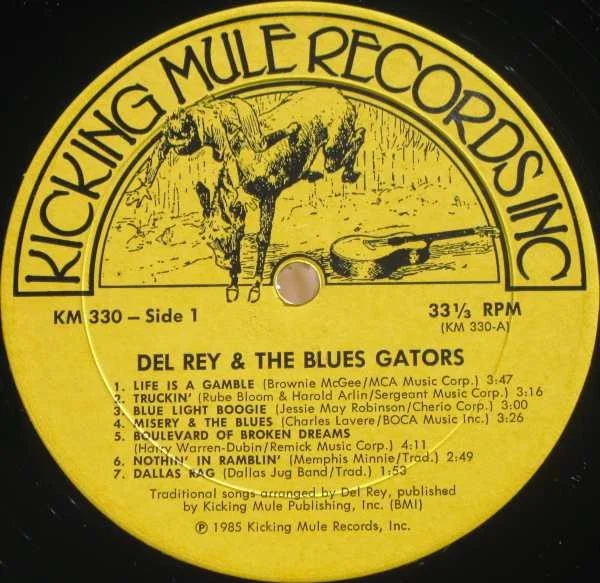 KICKING MULE RECORDS INC
KM 330 – Side 1
33⅓ RPM
(KM 330-A)
DEL REY & THE BLUES GATORS
1. LIFE IS A GAMBLE (Brownie McGee/MCA Music Corp.) 3:47
2. TRUCKIN' (Rube Bloom & Harold Arlin/Sergeant Music Corp.) 3:16
3. BLUE LIGHT BOOGIE (Jessie May Robinson/Cherio Corp.) 3:00
4. MISERY & THE BLUES (Charles Lavere/BOCA Music Inc.) 3:26
5. BOULEVARD OF BROKEN DREAMS
(Harry Warren-Dubin/Remick Music Corp.) 4:11
6. NOTHIN' IN RAMBLIN' (Memphis Minnie/Trad.) 2:49
7. DALLAS RAG (Dallas Jug Band/Trad.) 1:53
Traditional songs arranged by Del Rey, published
by Kicking Mule Publishing, Inc. (BMI)
℗ 1985 Kicking Mule Records, Inc.